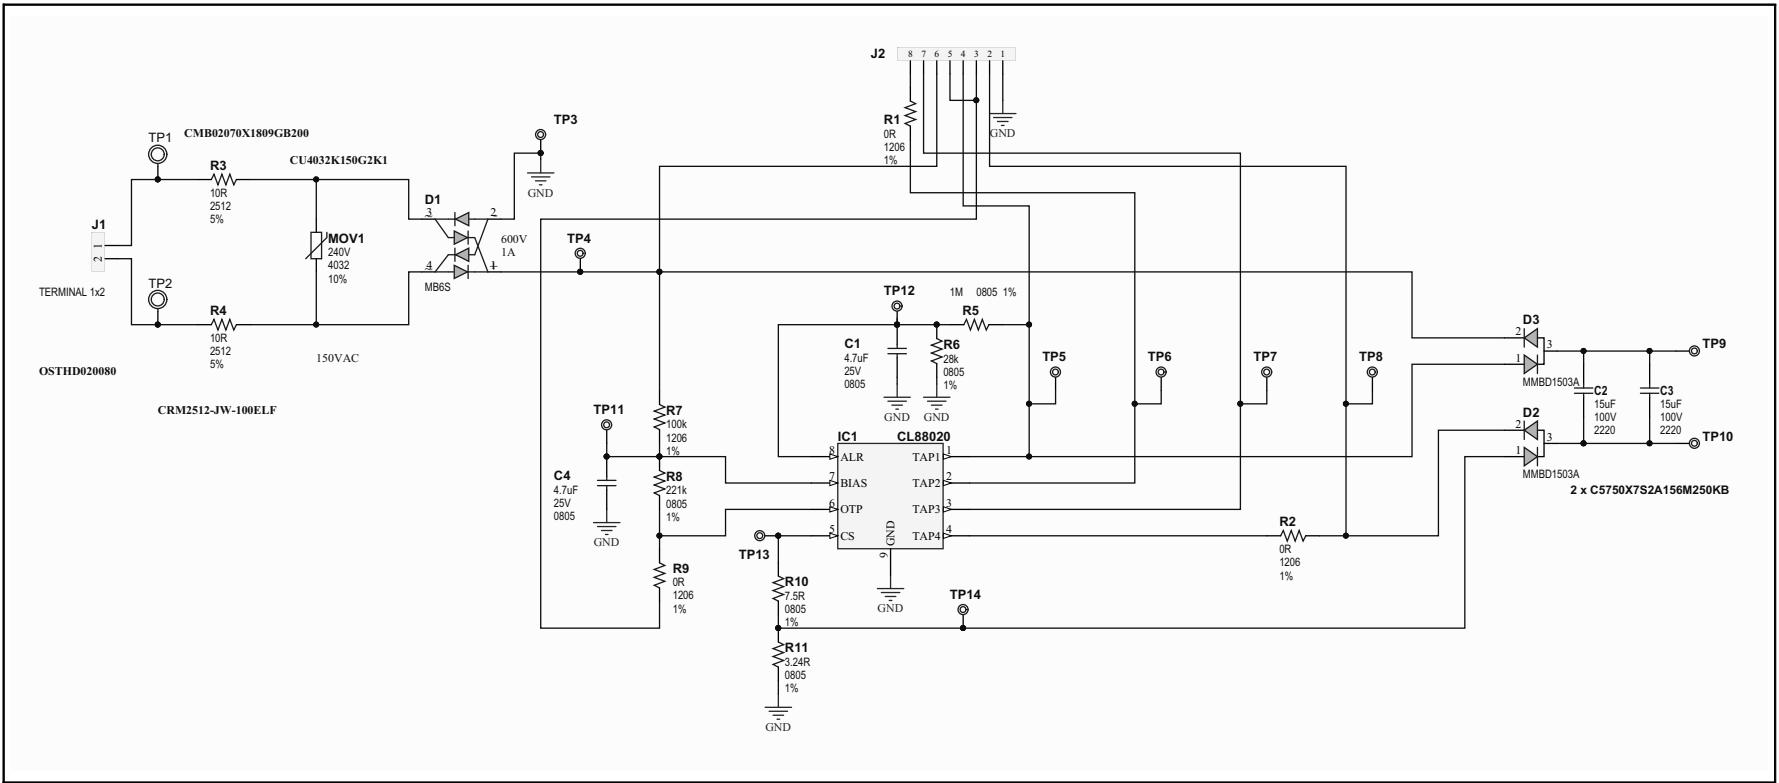 J2
8 7 6 5 4 3 2 1
R1
0R
1206
1%
GND
TP3
GND
TP1
CMB02070X1809GB200
CU4032K150G2K1
R3
10R
2512
5%
J1
1
2
TERMINAL 1x2
OSTHD020080
TP2
R4
10R
2512
5%
MOV1
240V
4032
10%
150VAC
CRM2512-JW-100ELF
D1
3
2
4
1
600V
1A
MB6S
TP4
TP12
1M 0805 1%
R5
C1
4.7uF
25V
0805
GND
R6
28k
0805
1%
GND
TP5
TP6
TP7
TP8
TP11
R7
100k
1206
1%
R8
221k
0805
1%
C4
4.7uF
25V
0805
GND
R9
0R
1206
1%
IC1
CL88020
8 ALR
7 BIAS
6 OTP
5 CS
TAP1 1
TAP2 2
TAP3 3
TAP4 4
GND
9
GND
TP13
R10
7.5R
0805
1%
R11
3.24R
0805
1%
GND
TP14
R2
0R
1206
1%
D3
2
3
1
MMBD1503A
TP9
C2
15uF
100V
2220
C3
15uF
100V
2220
D2
2
3
1
MMBD1503A
TP10
2 x C5750X7S2A156M250KB